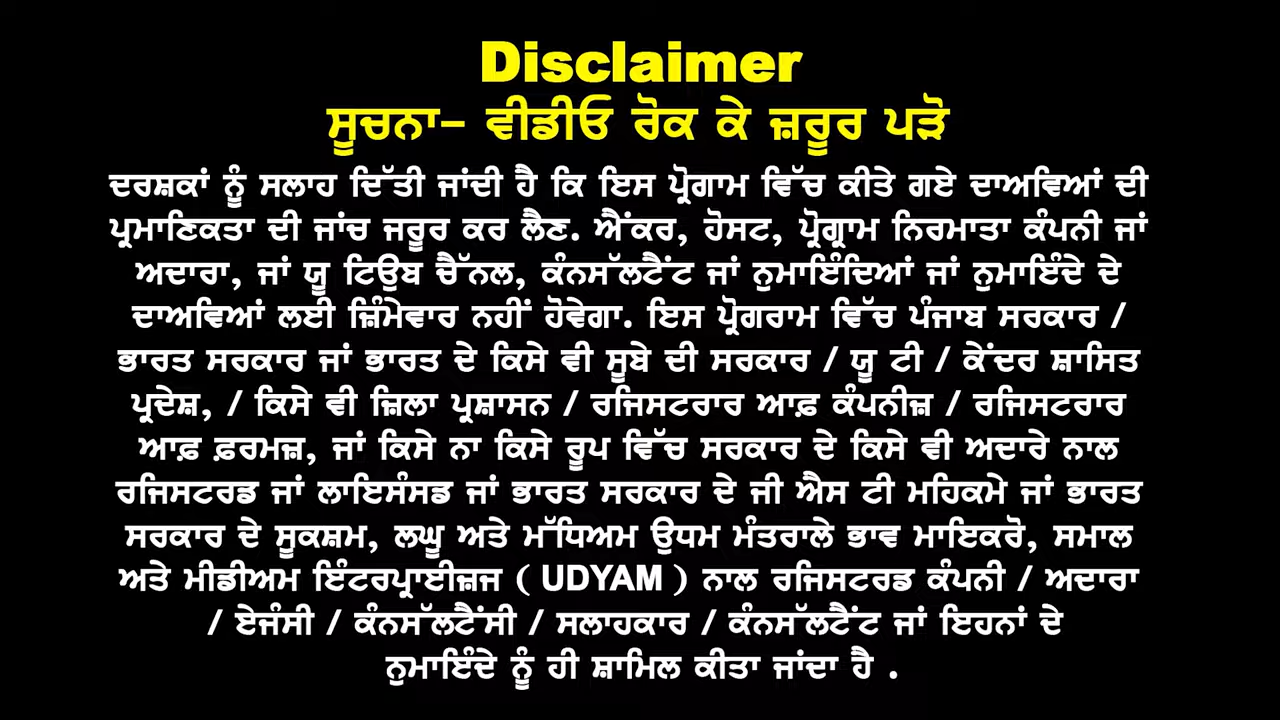 Disclaimer
ਸੂਚਨਾ- ਵੀਡੀਓ ਰੋਕ ਕੇ ਜ਼ਰੂਰ ਪੜੋ
ਦਰਸ਼ਕਾਂ ਨੂੰ ਸਲਾਹ ਦਿੱਤੀ ਜਾਂਦੀ ਹੈ ਕਿ ਇਸ ਪ੍ਰੋਗਾਮ ਵਿੱਚ ਕੀਤੇ ਗਏ ਦਾਅਵਿਆਂ ਦੀ
ਪ੍ਰਮਾਣਿਕਤਾ ਦੀ ਜਾਂਚ ਜਰੂਰ ਕਰ ਲੈਣ. ਐਂਕਰ, ਹੋਸਟ, ਪ੍ਰੋਗ੍ਰਾਮ ਨਿਰਮਾਤਾ ਕੰਪਨੀ ਜਾਂ
ਅਦਾਰਾ, ਜਾਂ ਯੂ ਟਿਊਬ ਚੈੱਨਲ, ਕੰਨਸੱਲਟੈਂਟ ਜਾਂ ਨੁਮਾਇੰਦਿਆਂ ਜਾਂ ਨੁਮਾਇੰਦੇ ਦੇ
ਦਾਅਵਿਆਂ ਲਈ ਜ਼ਿੰਮੇਵਾਰ ਨਹੀਂ ਹੋਵੇਗਾ. ਇਸ ਪ੍ਰੋਗਰਾਮ ਵਿੱਚ ਪੰਜਾਬ ਸਰਕਾਰ /
ਭਾਰਤ ਸਰਕਾਰ ਜਾਂ ਭਾਰਤ ਦੇ ਕਿਸੇ ਵੀ ਸੂਬੇ ਦੀ ਸਰਕਾਰ / ਯੂ ਟੀ / ਕੇਂਦਰ ਸ਼ਾਸਿਤ
ਪ੍ਰਦੇਸ਼, / ਕਿਸੇ ਵੀ ਜ਼ਿਲਾ ਪ੍ਰਸ਼ਾਸਨ / ਰਜਿਸਟਰਾਰ ਆਫ਼ ਕੰਪਨੀਜ਼ / ਰਜਿਸਟਰਾਰ
ਆਫ਼ ਫ਼ਰਮਜ਼, ਜਾਂ ਕਿਸੇ ਨਾ ਕਿਸੇ ਰੂਪ ਵਿੱਚ ਸਰਕਾਰ ਦੇ ਕਿਸੇ ਵੀ ਅਦਾਰੇ ਨਾਲ
ਰਜਿਸਟਰਡ ਜਾਂ ਲਾਇਸੰਸਡ ਜਾਂ ਭਾਰਤ ਸਰਕਾਰ ਦੇ ਜੀ ਐਸ ਟੀ ਮਹਿਕਮੇ ਜਾਂ ਭਾਰਤ
ਸਰਕਾਰ ਦੇ ਸੂਕਸ਼ਮ, ਲਘੂ ਅਤੇ ਮੱਧਿਅਮ ਉਧਮ ਮੰਤਰਾਲੇ ਭਾਵ ਮਾਇਕਰੋ, ਸਮਾਲ
ਅਤੇ ਮੀਡੀਅਮ ਇੰਟਰਪ੍ਰਾਈਜ਼ਜ ( UDYAM ) ਨਾਲ ਰਜਿਸਟਰਡ ਕੰਪਨੀ / ਅਦਾਰਾ
/ ਏਜੰਸੀ / ਕੰਨਸੱਲਟੈਂਸੀ / ਸਲਾਹਕਾਰ / ਕੰਨਸੱਲਟੈਂਟ ਜਾਂ ਇਹਨਾਂ ਦੇ
ਨੁਮਾਇੰਦੇ ਨੂੰ ਹੀ ਸ਼ਾਮਿਲ ਕੀਤਾ ਜਾਂਦਾ ਹੈ .